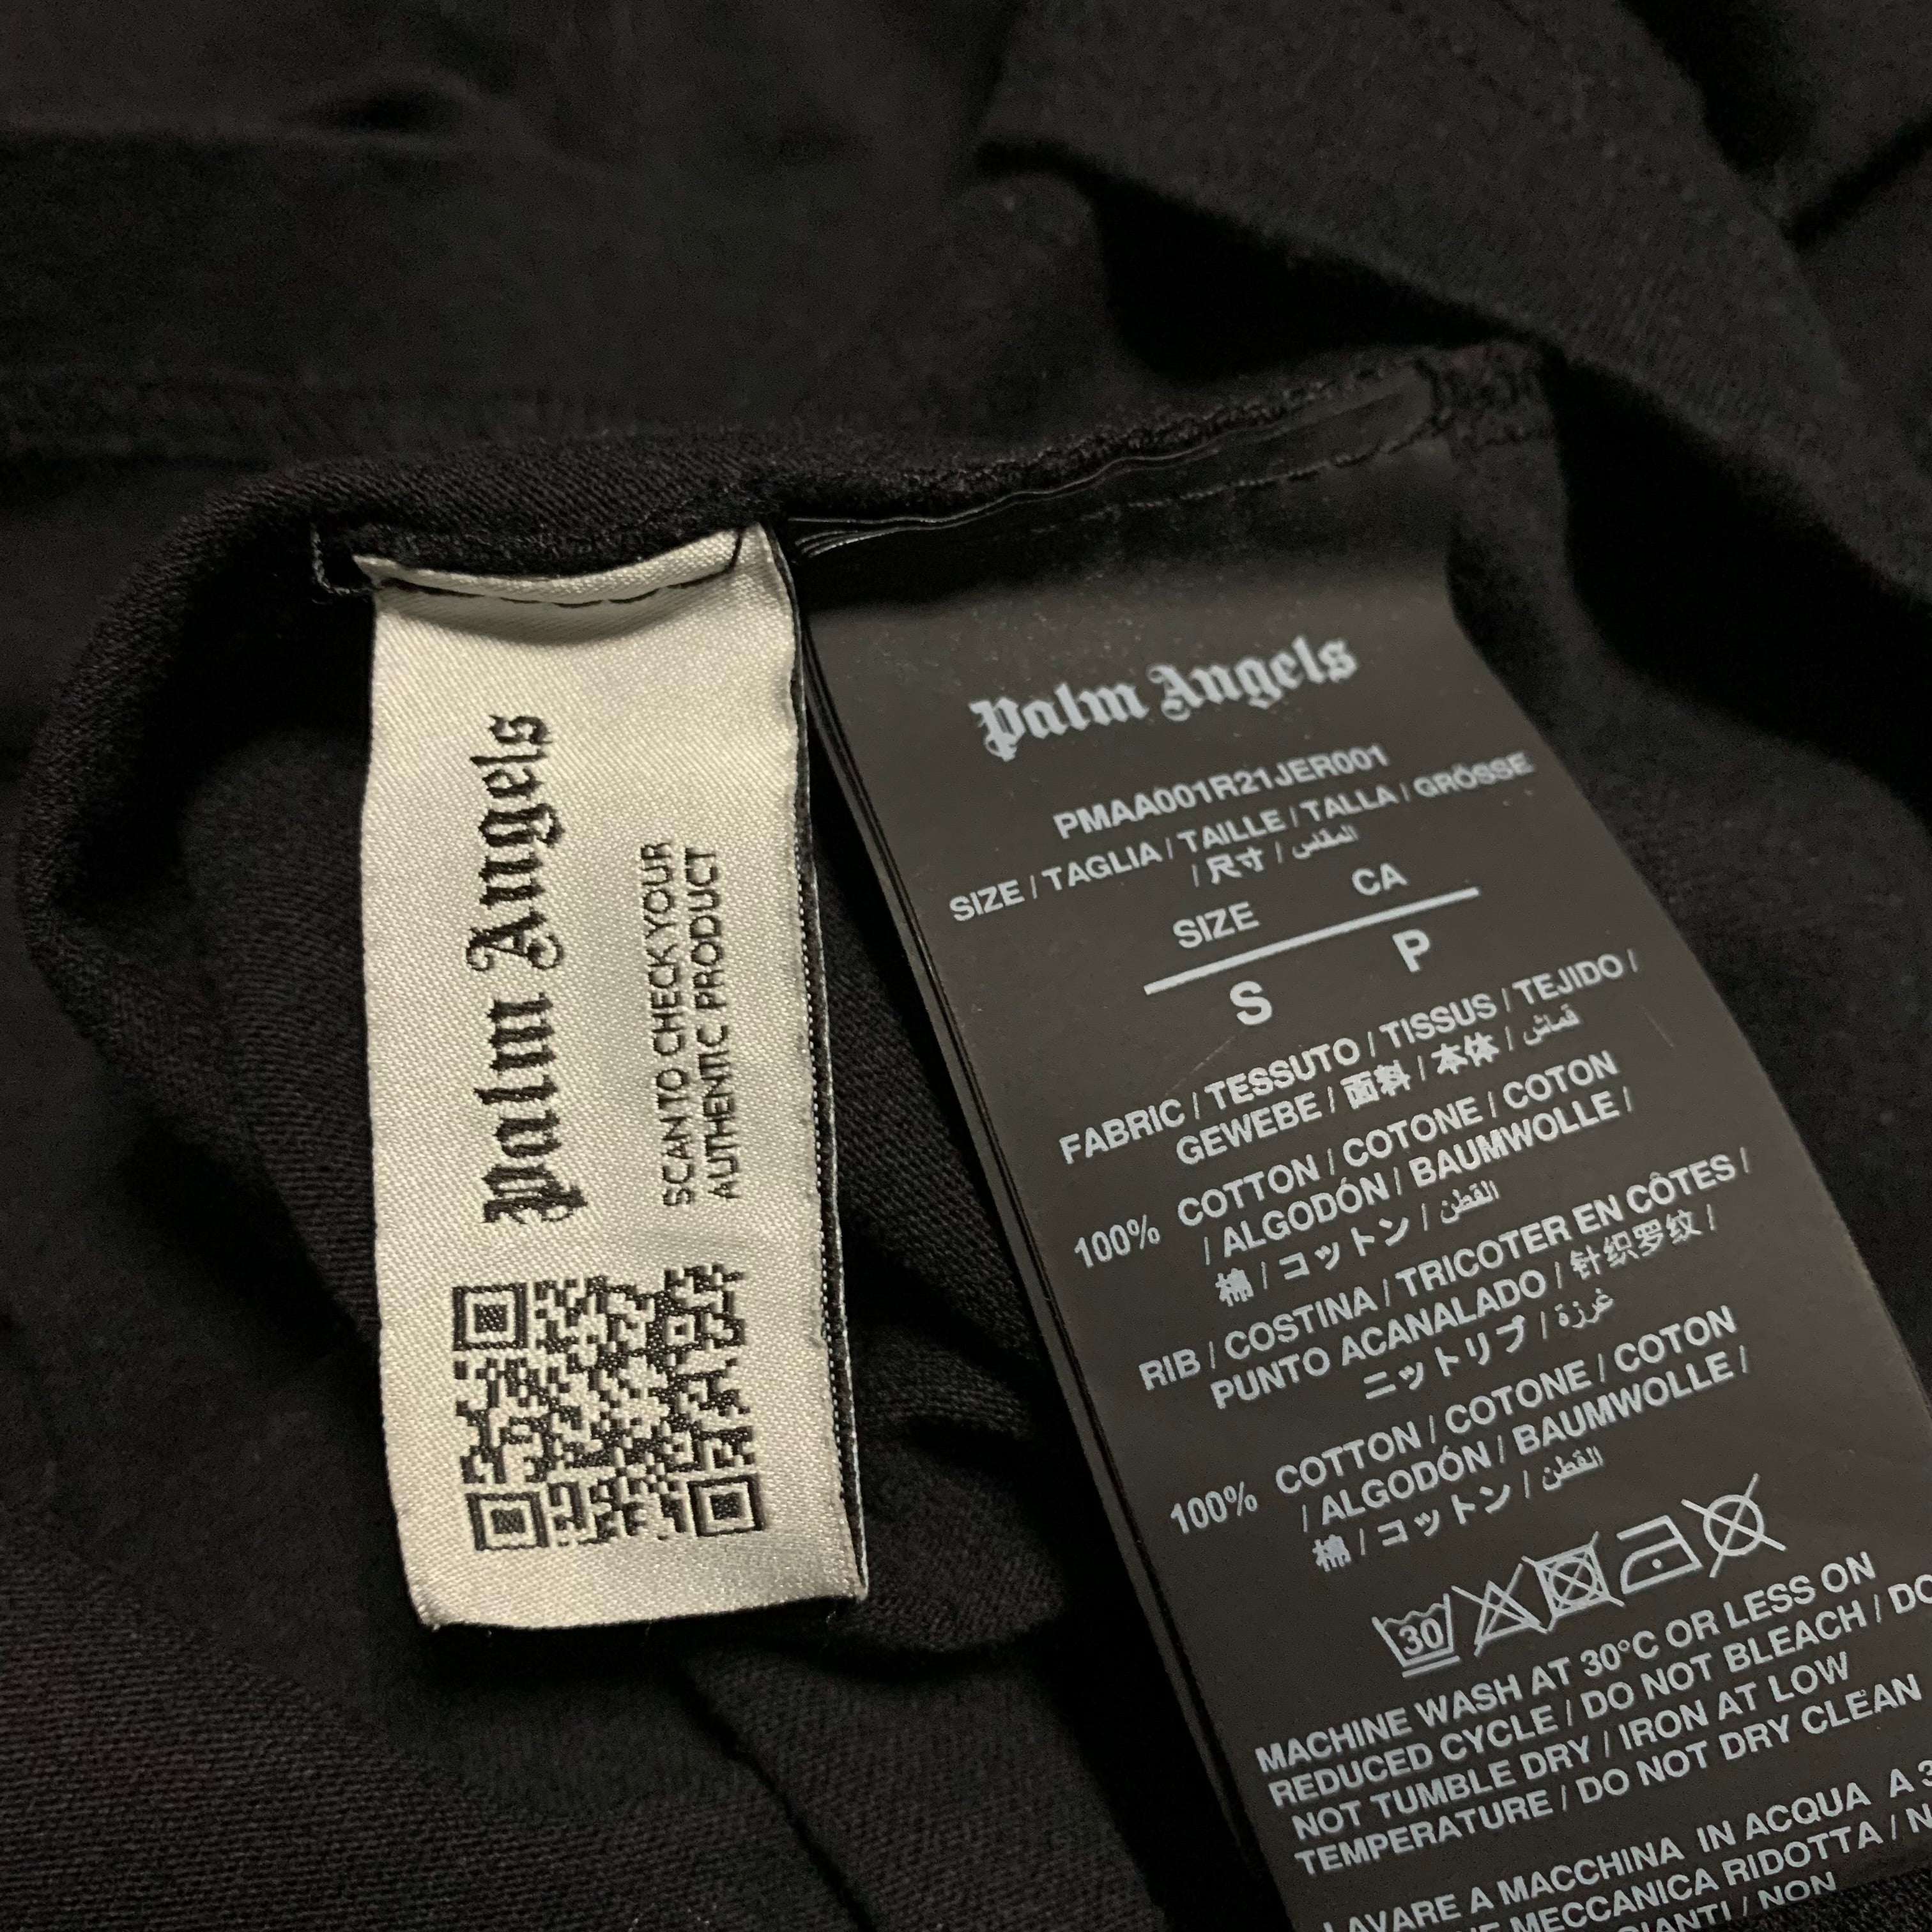 Palm Angels
SCAN TO CHECK YOUR
AUTHENTIC PRODUCT
Palm Angels
PMAA001R21JER001
SIZE / TAGLIA / TAILLE / TALLA / GRÖSSE
/ 尺寸 / المقاس
SIZE CA
S P
FABRIC / TESSUTO / TISSUS / TEJIDO /
GEWEBE / 面料 / 本体 / قماش
100% COTTON / COTONE / COTON
/ ALGODÓN / BAUMWOLLE /
棉 / コットン / القطن
RIB / COSTINA / TRICOTER EN CÔTES /
PUNTO ACANALADO / 针织罗纹 /
ニットリブ / غرزة
100% COTTON / COTONE / COTON
/ ALGODÓN / BAUMWOLLE /
棉 / コットン / القطن
30
MACHINE WASH AT 30°C OR LESS ON
REDUCED CYCLE / DO NOT BLEACH / DO
NOT TUMBLE DRY / IRON AT LOW
TEMPERATURE / DO NOT DRY CLEAN
LAVARE A MACCHINA IN ACQUA A 3
MECCANICA RIDOTTA / N
/ NON